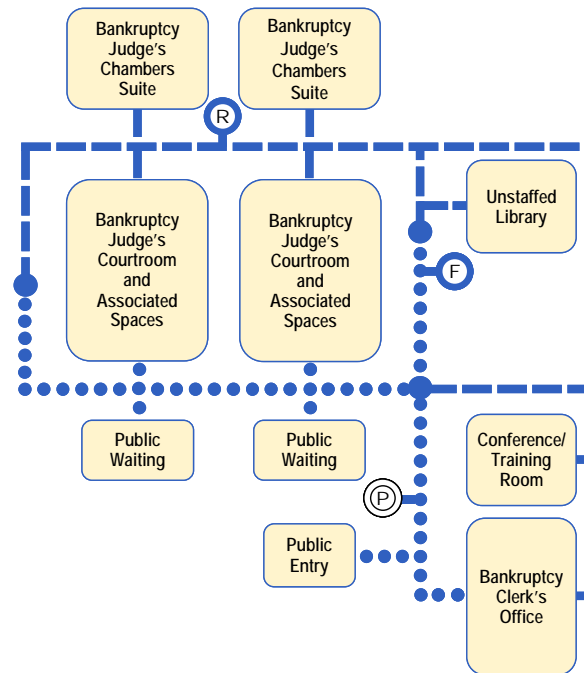 Bankruptcy
Judge's
Chambers
Suite
Bankruptcy
Judge's
Chambers
Suite
R
Bankruptcy
Judge's
Courtroom
and
Associated
Spaces
Bankruptcy
Judge's
Courtroom
and
Associated
Spaces
Unstaffed
Library
F
Public
Waiting
Public
Waiting
Conference/
Training
Room
P
Public
Entry
Bankruptcy
Clerk's
Office